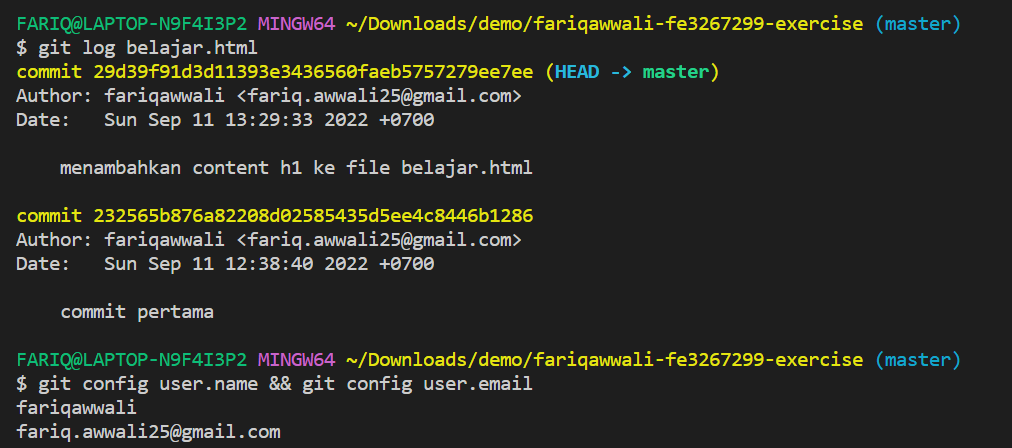 FARIQ@LAPTOP-N9F4I3P2 MINGW64 ~/Downloads/demo/fariqawwali-fe3267299-exercise (master)
$ git log belajar.html
commit 29d39f91d3d11393e3436560faeb5757279ee7ee (HEAD -> master)
Author: fariqawwali <fariq.awwali25@gmail.com>
Date:   Sun Sep 11 13:29:33 2022 +0700
    menambahkan content h1 ke file belajar.html
commit 232565b876a82208d02585435d5ee4c8446b1286
Author: fariqawwali <fariq.awwali25@gmail.com>
Date:   Sun Sep 11 12:38:40 2022 +0700
    commit pertama
FARIQ@LAPTOP-N9F4I3P2 MINGW64 ~/Downloads/demo/fariqawwali-fe3267299-exercise (master)
$ git config user.name && git config user.email
fariqawwali
fariq.awwali25@gmail.com